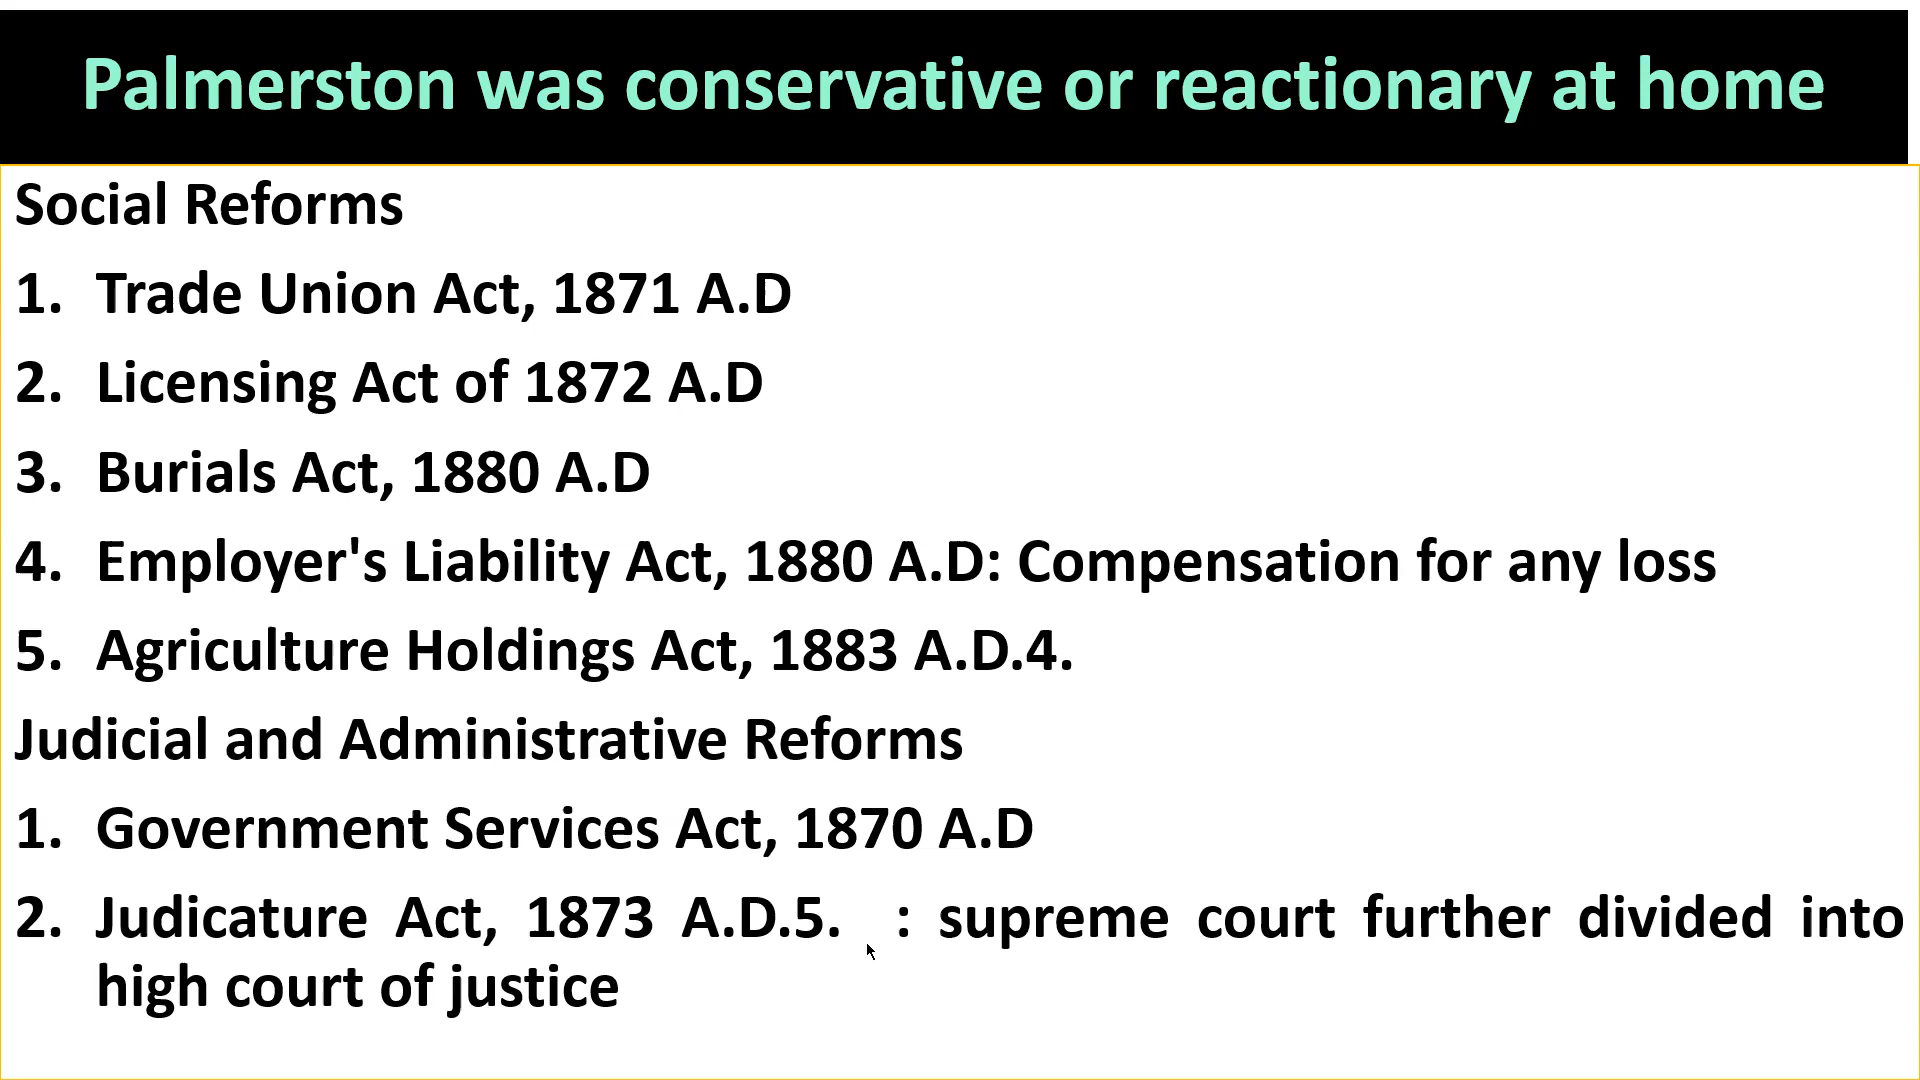 Palmerston was conservative or reactionary at home
Social Reforms
1. Trade Union Act, 1871 A.D
2. Licensing Act of 1872 A.D
3. Burials Act, 1880 A.D
4. Employer's Liability Act, 1880 A.D: Compensation for any loss
5. Agriculture Holdings Act, 1883 A.D.4.
Judicial and Administrative Reforms
1. Government Services Act, 1870 A.D
2. Judicature Act, 1873 A.D.5. : supreme court further divided into
high court of justice